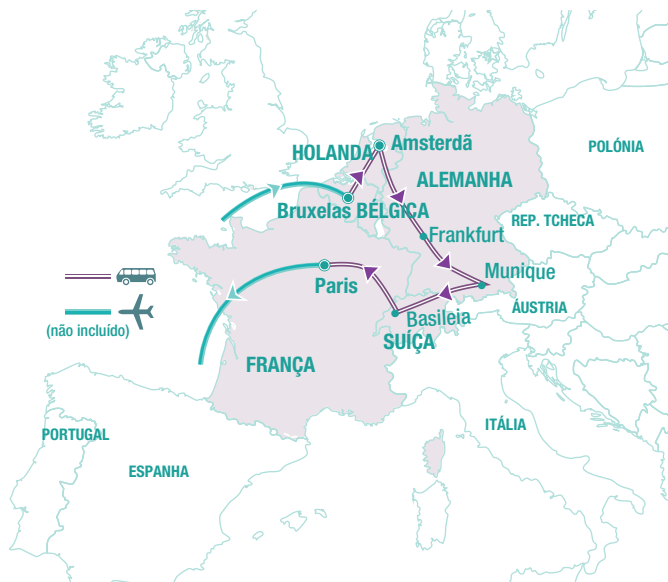 HOLANDA
Amsterdã
POLÓNIA
ALEMANHA
Bruxelas BÉLGICA
REP. TCHECA
Frankfurt
Munique
Paris
(não incluído)
Basileia
ÁUSTRIA
SUÍÇA
FRANÇA
ITÁLIA
PORTUGAL
ESPANHA